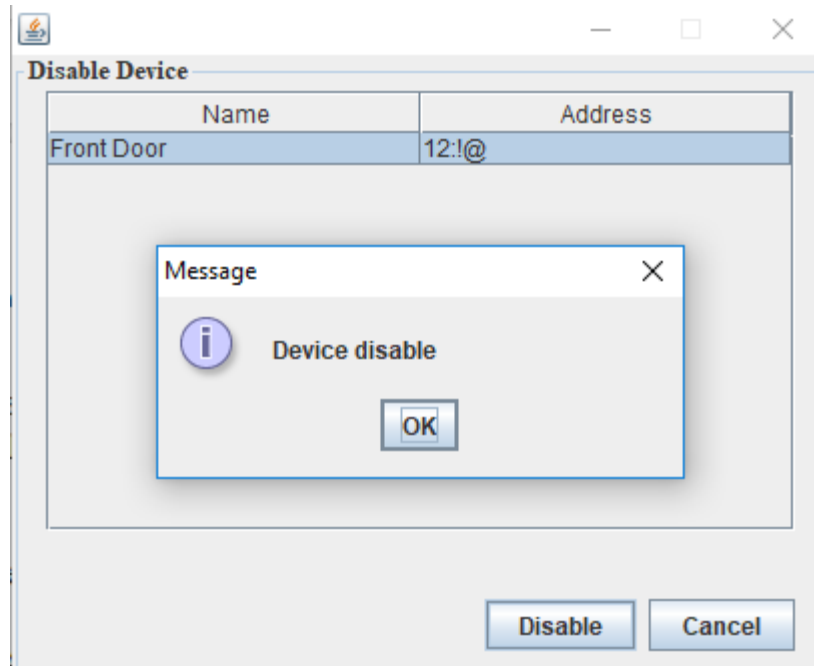 Disable Device
Name Address
Front Door 12:!@
Message
Device disable
OK
Disable Cancel